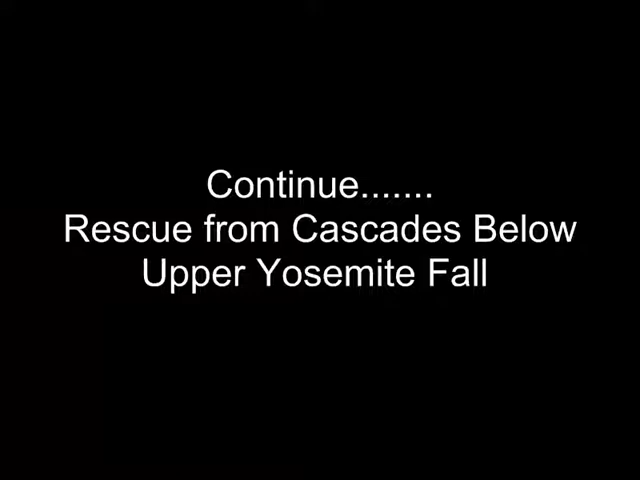 Continue.......
Rescue from Cascades Below
Upper Yosemite Fall